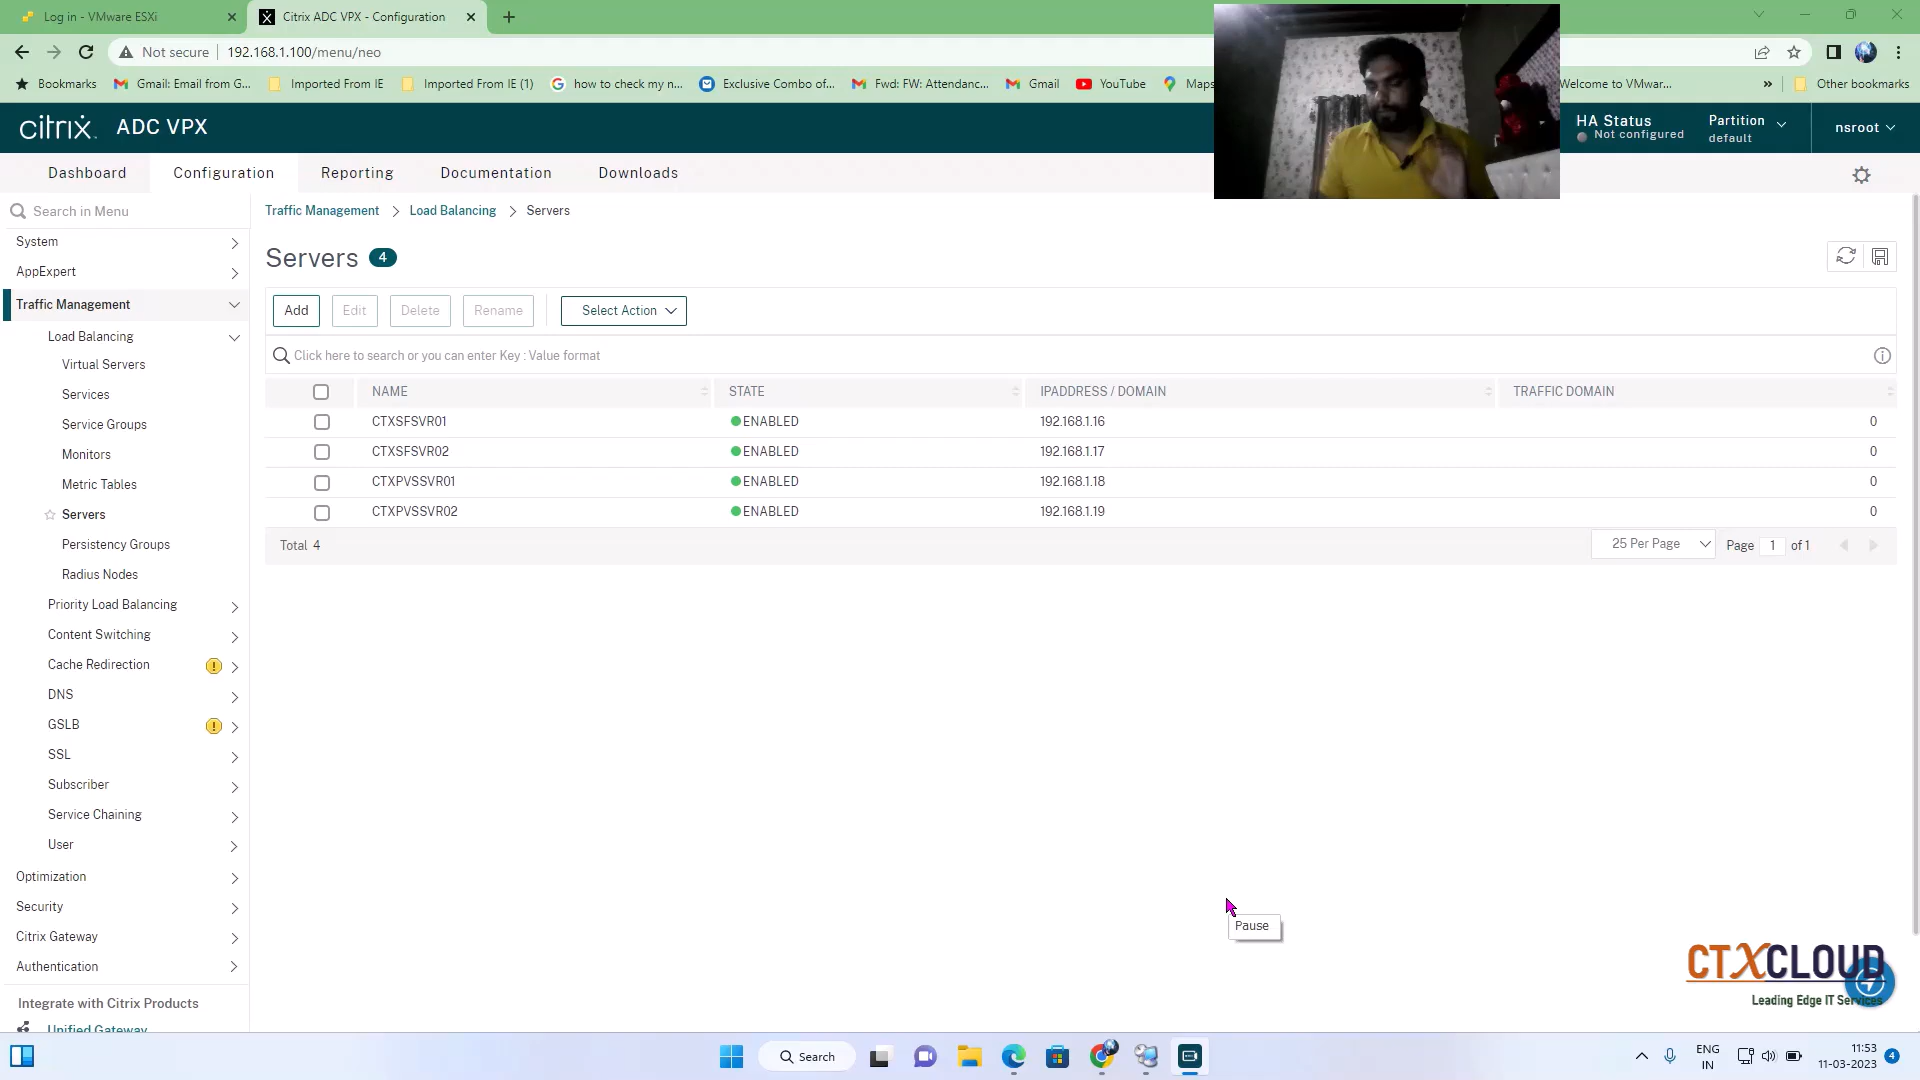 Log in - VMware ESXi
Citrix ADC VPX - Configuration
Not secure
192.168.1.100/menu/neo
Bookmarks
Gmail: Email from G...
Imported From IE
Imported From IE (1)
how to check my n...
Exclusive Combo of...
Fwd: FW: Attendanc...
Gmail
YouTube
Maps
Welcome to VMwar...
Other bookmarks
citrix. ADC VPX
HA Status
Not configured
Partition
default
nsroot
Dashboard
Configuration
Reporting
Documentation
Downloads
Search in Menu
Traffic Management
Load Balancing
Servers
System
AppExpert
Traffic Management
Load Balancing
Virtual Servers
Services
Service Groups
Monitors
Metric Tables
Servers
Persistency Groups
Radius Nodes
Priority Load Balancing
Content Switching
Cache Redirection
DNS
GSLB
SSL
Subscriber
Service Chaining
User
Optimization
Security
Citrix Gateway
Authentication
Integrate with Citrix Products
Unified Gateway
Servers 4
Add
Edit
Delete
Rename
Select Action
Click here to search or you can enter Key : Value format
NAME STATE IPADDRESS / DOMAIN TRAFFIC DOMAIN
CTXSFSVR01 ENABLED 192.168.1.16 0
CTXSFSVR02 ENABLED 192.168.1.17 0
CTXPVSSVR01 ENABLED 192.168.1.18 0
CTXPVSSVR02 ENABLED 192.168.1.19 0
Total 4
25 Per Page
Page 1 of 1
Pause
CTXCLOUD
Leading Edge IT Services
Search
ENG
IN
11:53
11-03-2023
4